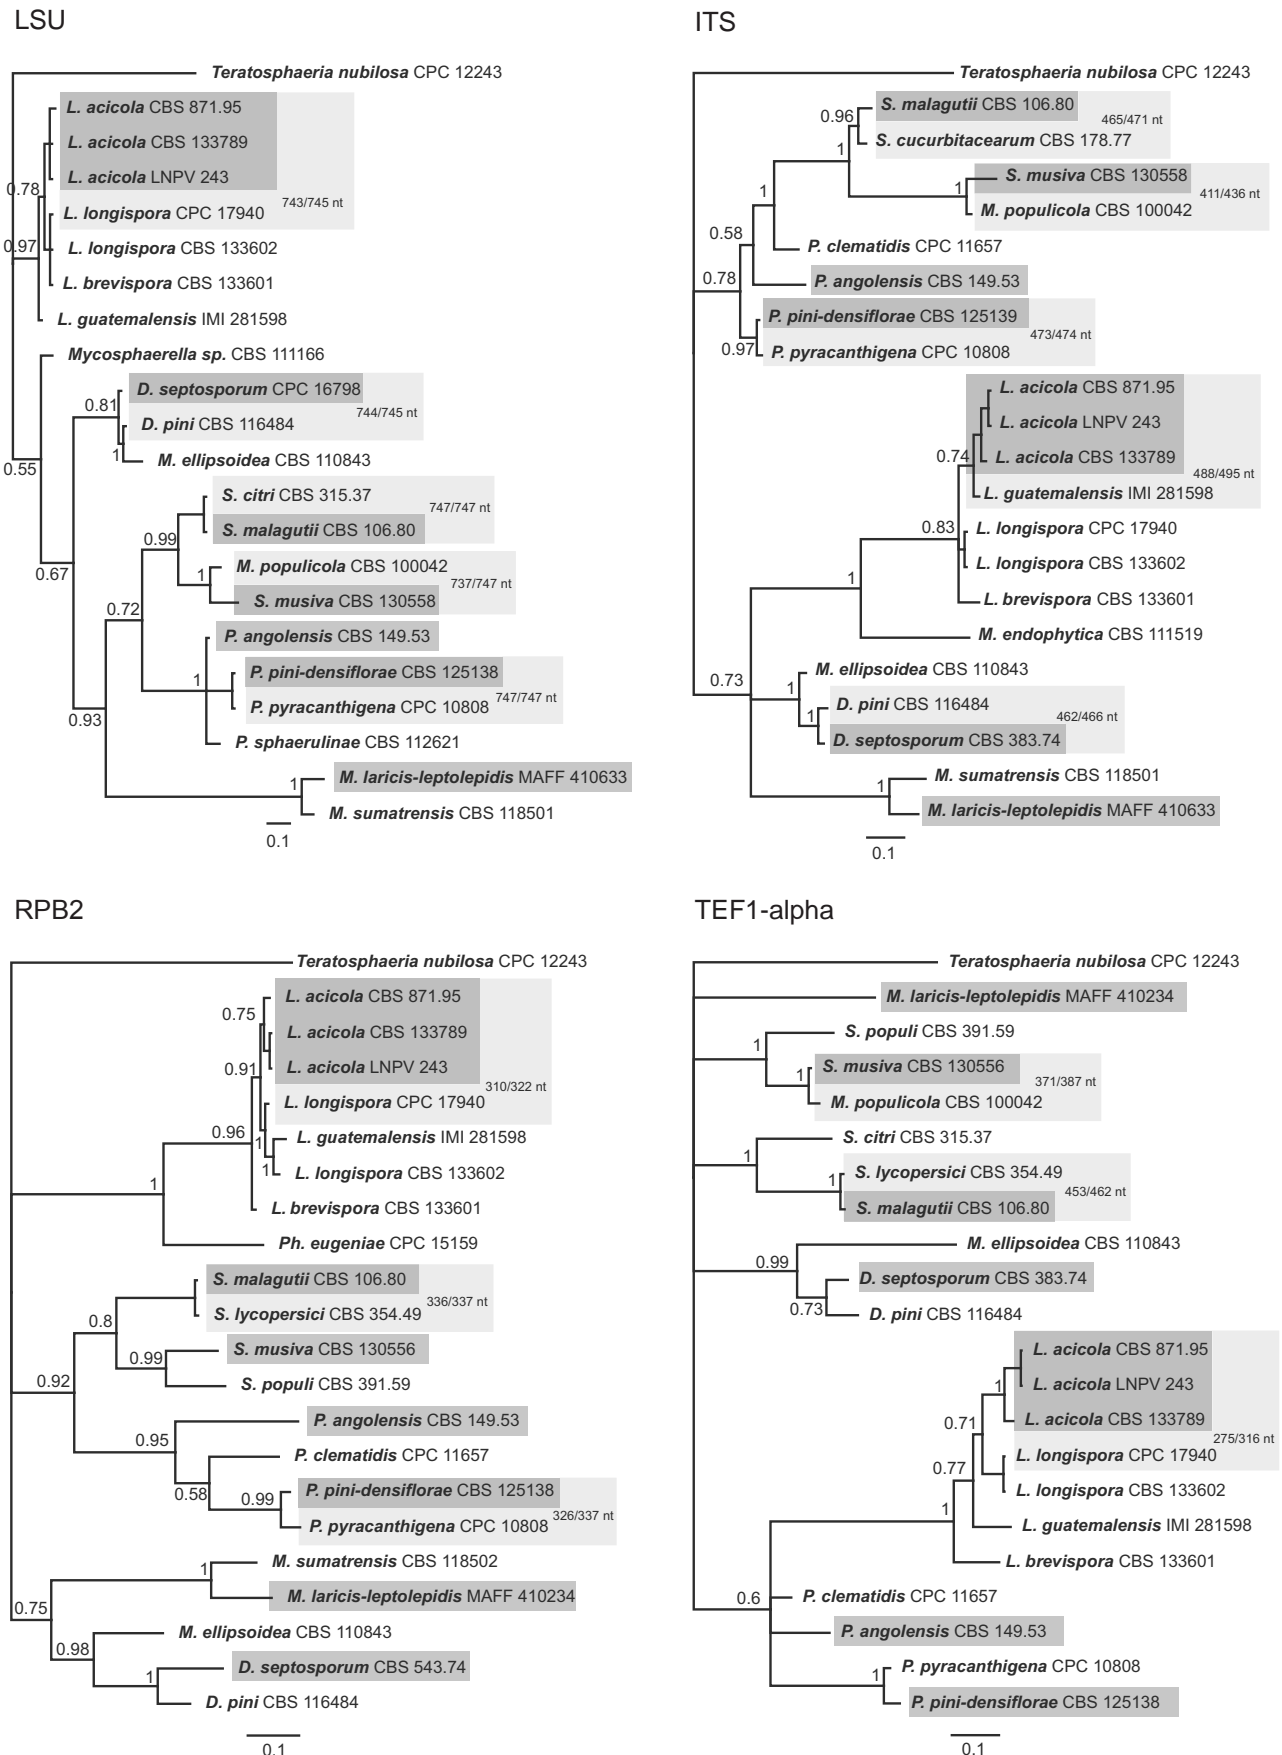 LSU
Teratosphaeria nubilosa CPC 12243
L. acicola CBS 871.95
L. acicola CBS 133789
L. acicola LNPV 243
0.78
743/745 nt
L. longispora CPC 17940
0.97
L. longispora CBS 133602
L. brevispora CBS 133601
L. guatemalensis IMI 281598
Mycosphaerella sp. CBS 111166
D. septosporum CPC 16798
0.81
744/745 nt
D. pini CBS 116484
1
M. ellipsoidea CBS 110843
0.55
S. citri CBS 315.37
747/747 nt
S. malagutii CBS 106.80
0.99
M. populicola CBS 100042
0.67
1
737/747 nt
S. musiva CBS 130558
0.72
P. angolensis CBS 149.53
P. pini-densiflorae CBS 125138
1
747/747 nt
P. pyracanthigena CPC 10808
0.93
P. sphaerulinae CBS 112621
M. laricis-leptolepidis MAFF 410633
1
M. sumatrensis CBS 118501
0.1
ITS
Teratosphaeria nubilosa CPC 12243
S. malagutii CBS 106.80
0.96
465/471 nt
S. cucurbitacearum CBS 178.77
1
S. musiva CBS 130558
1
1
411/436 nt
M. populicola CBS 100042
0.58
P. clematidis CPC 11657
0.78
P. angolensis CBS 149.53
P. pini-densiflorae CBS 125139
473/474 nt
0.97
P. pyracanthigena CPC 10808
L. acicola CBS 871.95
L. acicola LNPV 243
0.74
L. acicola CBS 133789
488/495 nt
L. guatemalensis IMI 281598
0.83
L. longispora CPC 17940
L. longispora CBS 133602
1
L. brevispora CBS 133601
M. endophytica CBS 111519
M. ellipsoidea CBS 110843
0.73
1
D. pini CBS 116484
1
462/466 nt
D. septosporum CBS 383.74
M. sumatrensis CBS 118501
1
M. laricis-leptolepidis MAFF 410633
0.1
RPB2
Teratosphaeria nubilosa CPC 12243
L. acicola CBS 871.95
0.75
L. acicola CBS 133789
0.91
L. acicola LNPV 243
310/322 nt
L. longispora CPC 17940
0.96
1
L. guatemalensis IMI 281598
1
L. longispora CBS 133602
1
L. brevispora CBS 133601
Ph. eugeniae CPC 15159
S. malagutii CBS 106.80
336/337 nt
S. lycopersici CBS 354.49
0.8
S. musiva CBS 130556
0.99
0.92
S. populi CBS 391.59
P. angolensis CBS 149.53
0.95
P. clematidis CPC 11657
0.58
0.99
P. pini-densiflorae CBS 125138
326/337 nt
P. pyracanthigena CPC 10808
M. sumatrensis CBS 118502
1
M. laricis-leptolepidis MAFF 410234
0.75
M. ellipsoidea CBS 110843
0.98
D. septosporum CBS 543.74
1
D. pini CBS 116484
0.1
TEF1-alpha
Teratosphaeria nubilosa CPC 12243
M. laricis-leptolepidis MAFF 410234
S. populi CBS 391.59
1
S. musiva CBS 130556
1
371/387 nt
M. populicola CBS 100042
S. citri CBS 315.37
1
S. lycopersici CBS 354.49
1
453/462 nt
S. malagutii CBS 106.80
M. ellipsoidea CBS 110843
0.99
D. septosporum CBS 383.74
0.73
D. pini CBS 116484
L. acicola CBS 871.95
1
L. acicola LNPV 243
0.71
L. acicola CBS 133789
275/316 nt
L. longispora CPC 17940
0.77
L. longispora CBS 133602
1
L. guatemalensis IMI 281598
L. brevispora CBS 133601
0.6
P. clematidis CPC 11657
P. angolensis CBS 149.53
P. pyracanthigena CPC 10808
1
P. pini-densiflorae CBS 125138
0.1